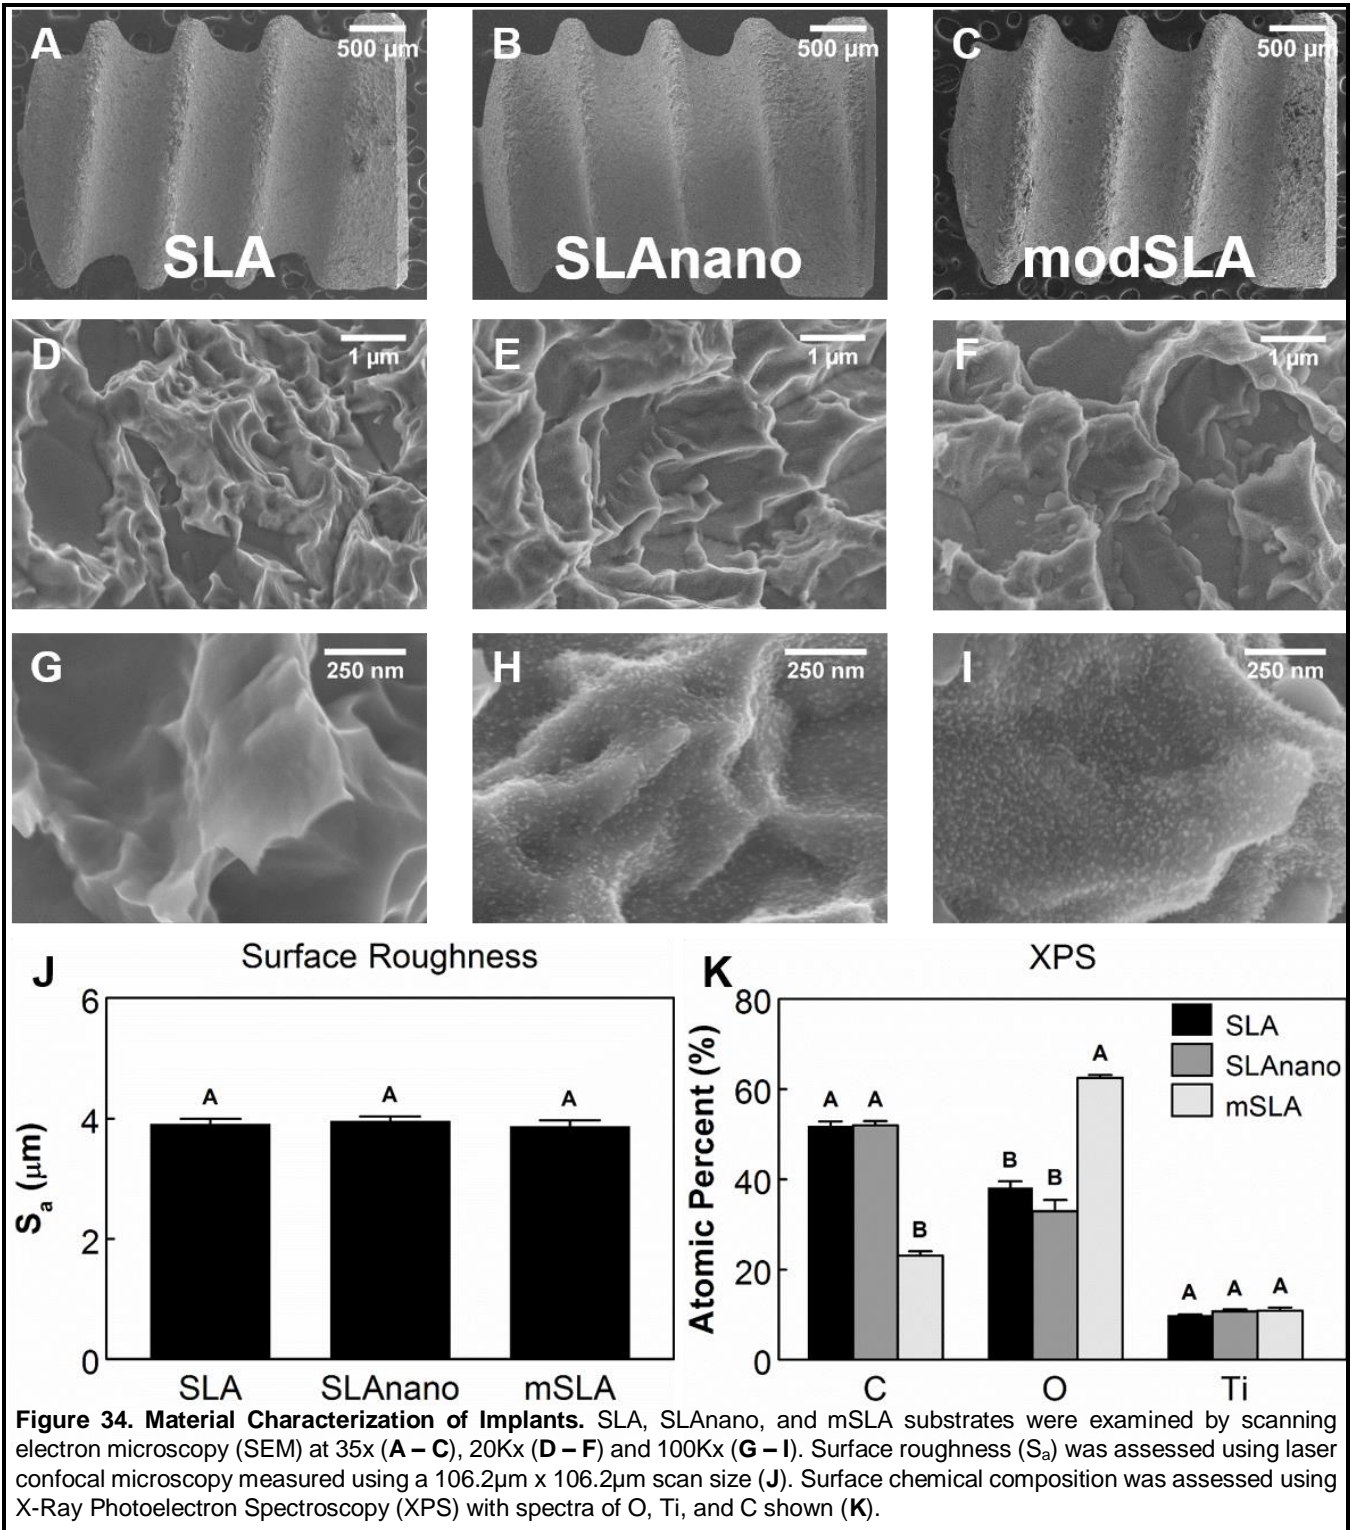 A
500 µm
SLA
B
500 µm
SLAnano
C
500 µm
modSLA
D
1 µm
E
1 µm
F
1 µm
G
250 nm
H
250 nm
I
250 nm
J
Surface Roughness
6
4
2
0
Sa (µm)
A
A
A
SLA
SLAnano
mSLA
K
XPS
80
60
40
20
0
Atomic Percent (%)
SLA
SLAnano
mSLA
A
A
B
B
B
A
A
A
A
C
O
Ti
Figure 34. Material Characterization of Implants. SLA, SLAnano, and mSLA substrates were examined by scanning
electron microscopy (SEM) at 35x (A – C), 20Kx (D – F) and 100Kx (G – I). Surface roughness (Sa) was assessed using laser
confocal microscopy measured using a 106.2µm x 106.2µm scan size (J). Surface chemical composition was assessed using
X-Ray Photoelectron Spectroscopy (XPS) with spectra of O, Ti, and C shown (K).